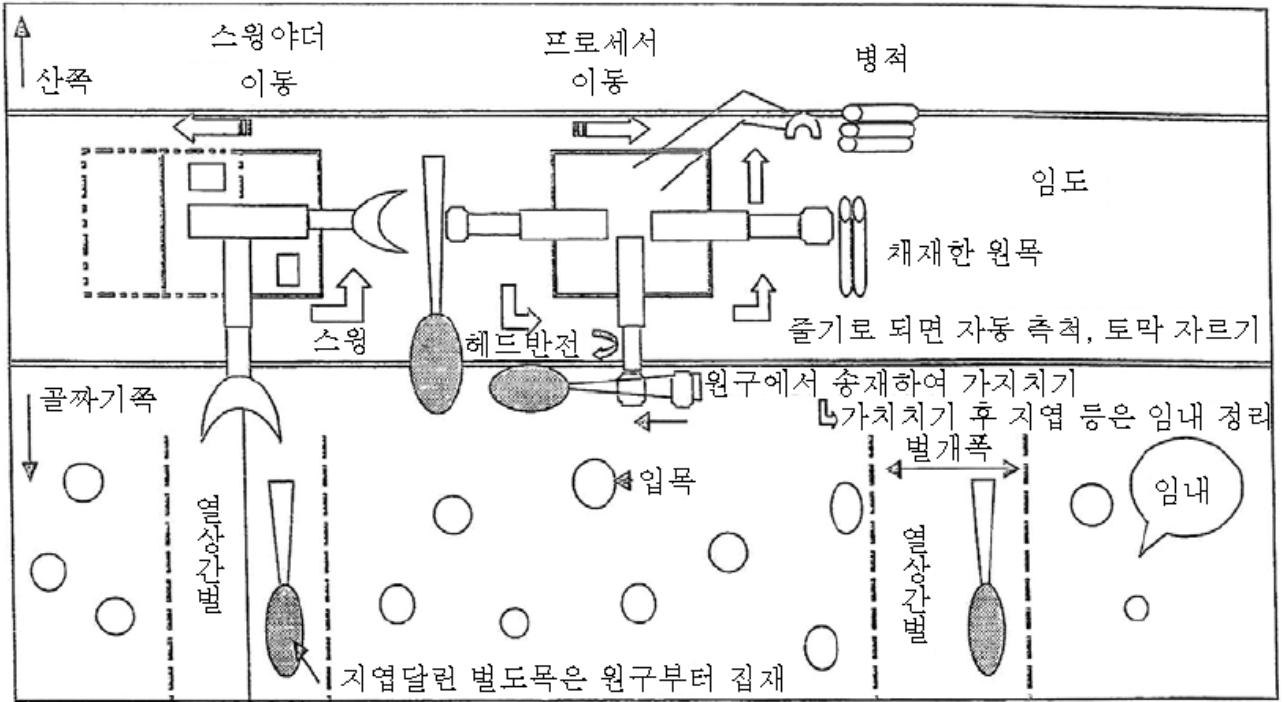 산쪽
스윙야더
이동
프로세서
이동
병적
임도
채재한 원목
스윙
헤드반전
줄기로 되면 자동 측척, 토막 자르기
골짜기쪽
원구에서 송재하여 가지치기
가치치기 후 지엽 등은 임내 정리
벌개폭
입목
임내
열상간벌
열상간벌
지엽달린 벌도목은 원구부터 집재